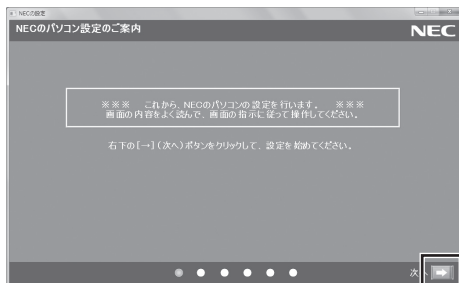 NECの設定
NECのパソコン設定のご案内
NEC
※※※　これから、NECのパソコンの設定を行います。　※※※
画面の内容をよく読んで、画面の指示に従って操作してください。
右下の[→](次へ)ボタンをクリックして、設定を始めてください。
次へ